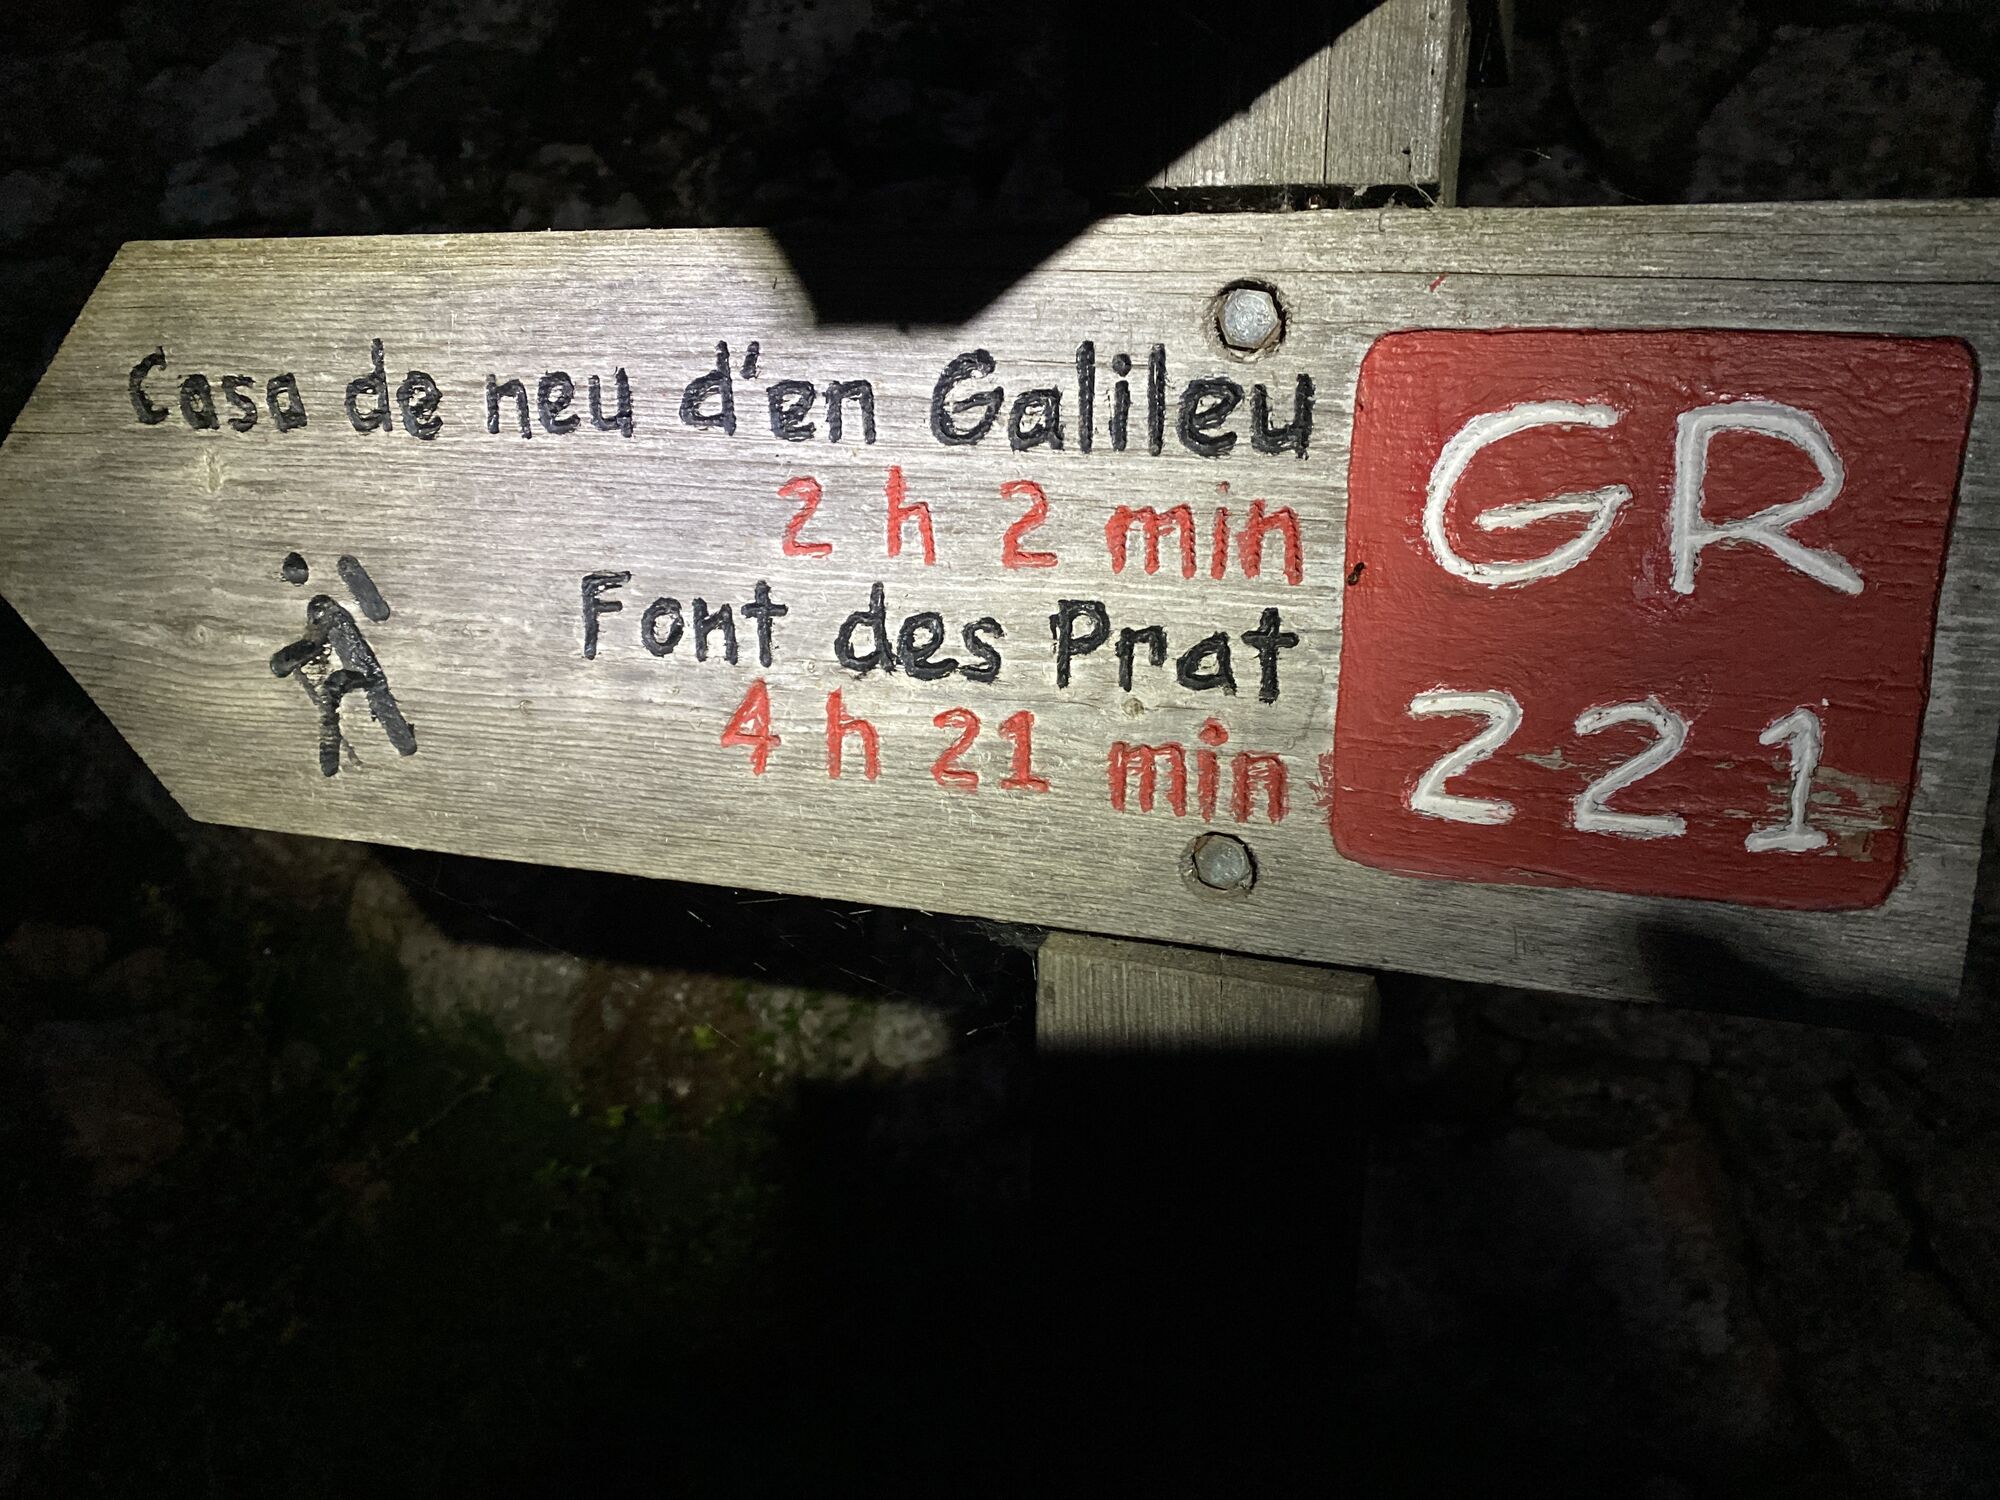 Casa de neu d'en Galileu
2 h 2 min
Font des Prat
4 h 21 min
GR
221